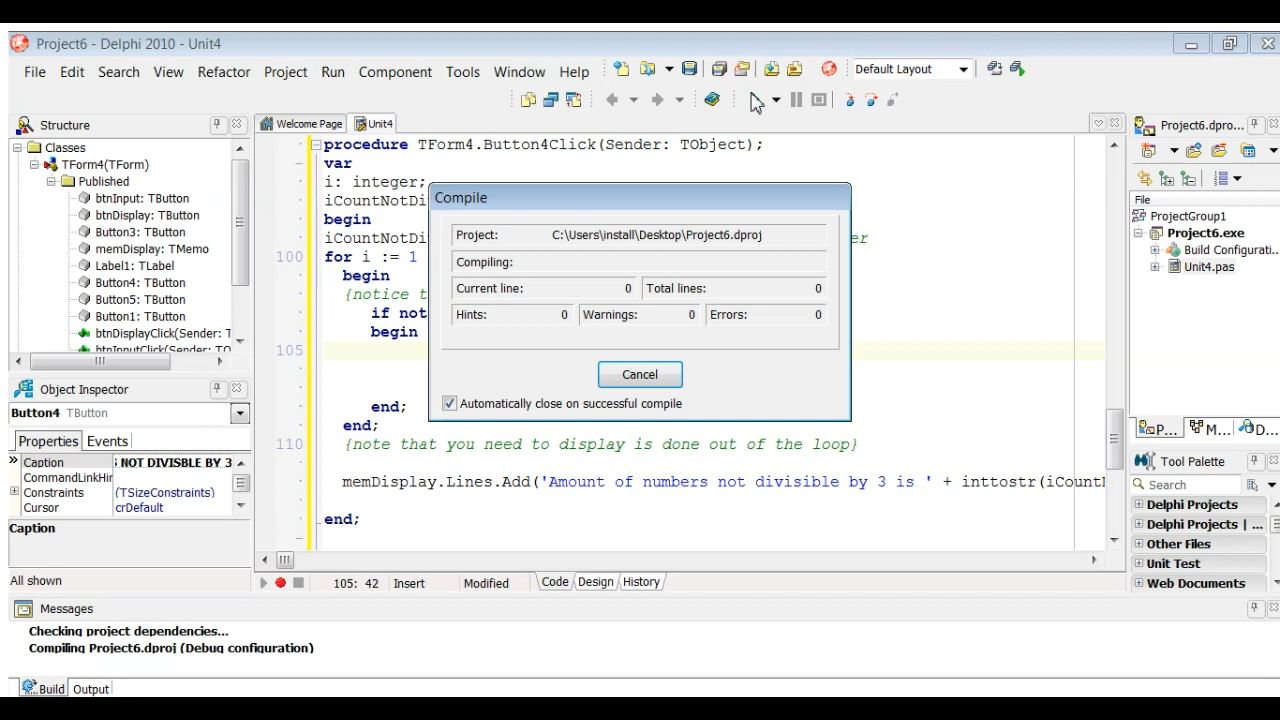 Project6 - Delphi 2010 - Unit4
File Edit Search View Refactor Project Run Component Tools Window Help
Default Layout
Structure
Classes
TForm4(TForm)
Published
btnInput: TButton
btnDisplay: TButton
Button3: TButton
memDisplay: TMemo
Label1: TLabel
Button4: TButton
Button5: TButton
Button1: TButton
btnDisplayClick(Sender: T
btnInputClick(Sender: TO
Object Inspector
Button4 TButton
Properties Events
Caption NOT DIVISBLE BY 3
CommandLinkHin
Constraints (TSizeConstraints)
Cursor crDefault
Caption
All shown
Welcome Page Unit4
procedure TForm4.Button4Click(Sender: TObject);
var
i: integer;
iCountNotDi
begin
iCountNotDi er
100 for i := 1
begin
{notice t
if not
begin
105
end;
end;
110 {note that you need to display is done out of the loop}
memDisplay.Lines.Add('Amount of numbers not divisible by 3 is ' + inttostr(iCountN
end;
Compile
Project: C:\Users\install\Desktop\Project6.dproj
Compiling:
Current line: 0 Total lines: 0
Hints: 0 Warnings: 0 Errors: 0
Cancel
Automatically close on successful compile
105: 42 Insert Modified Code Design History
Project6.dpro...
File
ProjectGroup1
Project6.exe
Build Configurati..
Unit4.pas
P... M... D...
Tool Palette
Search
Delphi Projects
Delphi Projects | ...
Other Files
Unit Test
Web Documents
Messages
Checking project dependencies...
Compiling Project6.dproj (Debug configuration)
Build Output